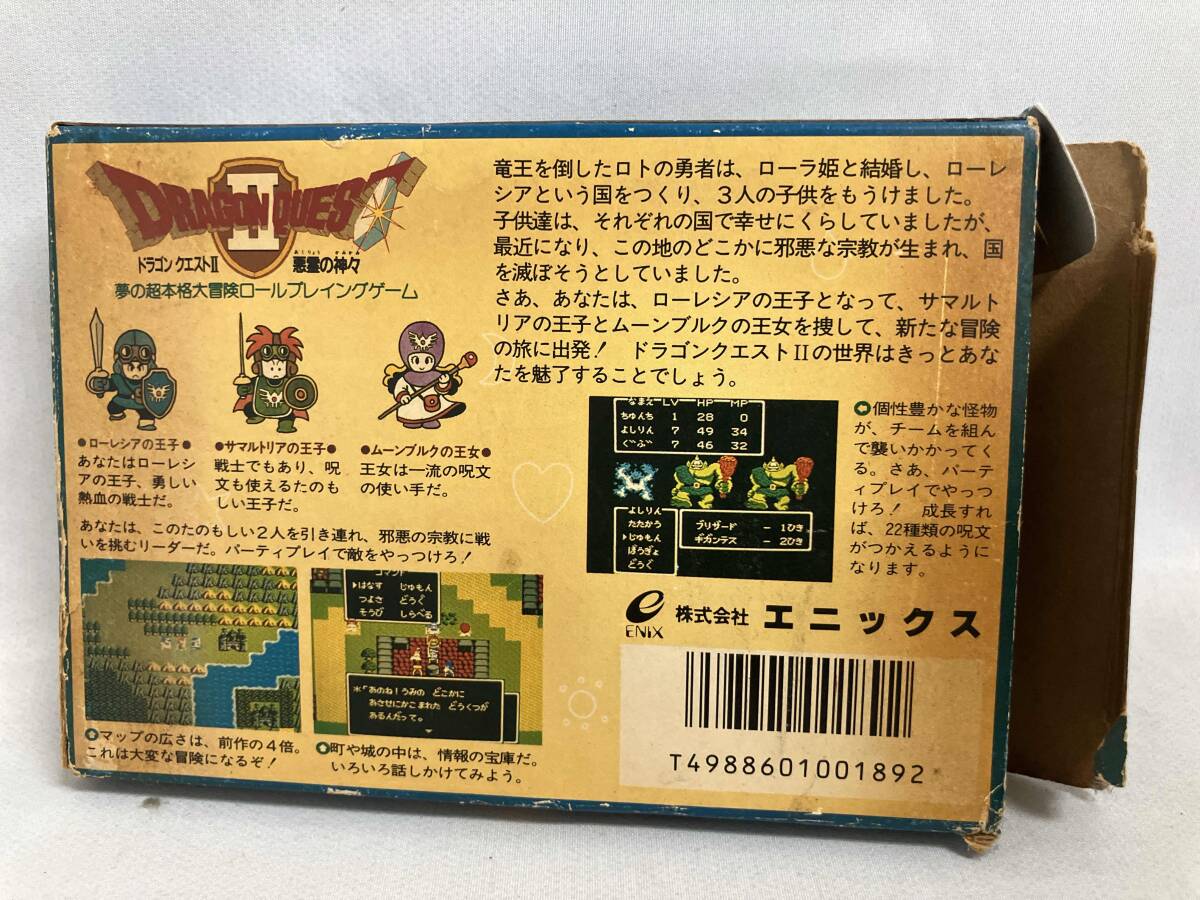 DRAGON QUEST
II
ドラゴンクエストII
あくりょう かみがみ
悪霊の神々
夢の超本格大冒険ロールプレイングゲーム
●ローレシアの王子●
あなたはローレシ
アの王子、勇しい
熱血の戦士だ。
●サマルトリアの王子●
戦士でもあり、呪
文も使えるたのも
しい王子だ。
●ムーンブルクの王女●
王女は一流の呪文
の使い手だ。
あなたは、このたのもしい2人を引き連れ、邪悪の宗教に戦
いを挑むリーダーだ。パーティプレイで敵をやっつけろ！
コマンド
はなす じゅもん
つよさ どうぐ
そうび しらべる
＊「あのね！うみの どこかに
あさせにかこまれた どうくつが
あるんだって。
マップの広さは、前作の4倍。
これは大変な冒険になるぞ！
町や城の中は、情報の宝庫だ。
いろいろ話しかけてみよう。
竜王を倒したロトの勇者は、ローラ姫と結婚し、ローレ
シアという国をつくり、3人の子供をもうけました。
子供達は、それぞれの国で幸せにくらしていましたが、
最近になり、この地のどこかに邪悪な宗教が生まれ、国
を滅ぼそうとしていました。
さあ、あなたは、ローレシアの王子となって、サマルト
リアの王子とムーンブルクの王女を捜して、新たな冒険
の旅に出発！ ドラゴンクエストIIの世界はきっとあな
たを魅了することでしょう。
なまえ LV HP MP
ちゅんち 1 28 0
よしりん 7 49 34
ぐぶ 7 46 32
よしりん
たたかう
じゅもん
ぼうぎょ
どうぐ
ブリザード － 1ひき
ギガンテス － 2ひき
個性豊かな怪物
が、チームを組ん
で襲いかかってく
る。さあ、パーテ
ィプレイでやっつ
けろ！ 成長すれ
ば、22種類の呪文
がつかえるように
なります。
ENIX
株式会社 エニックス
T4988601001892